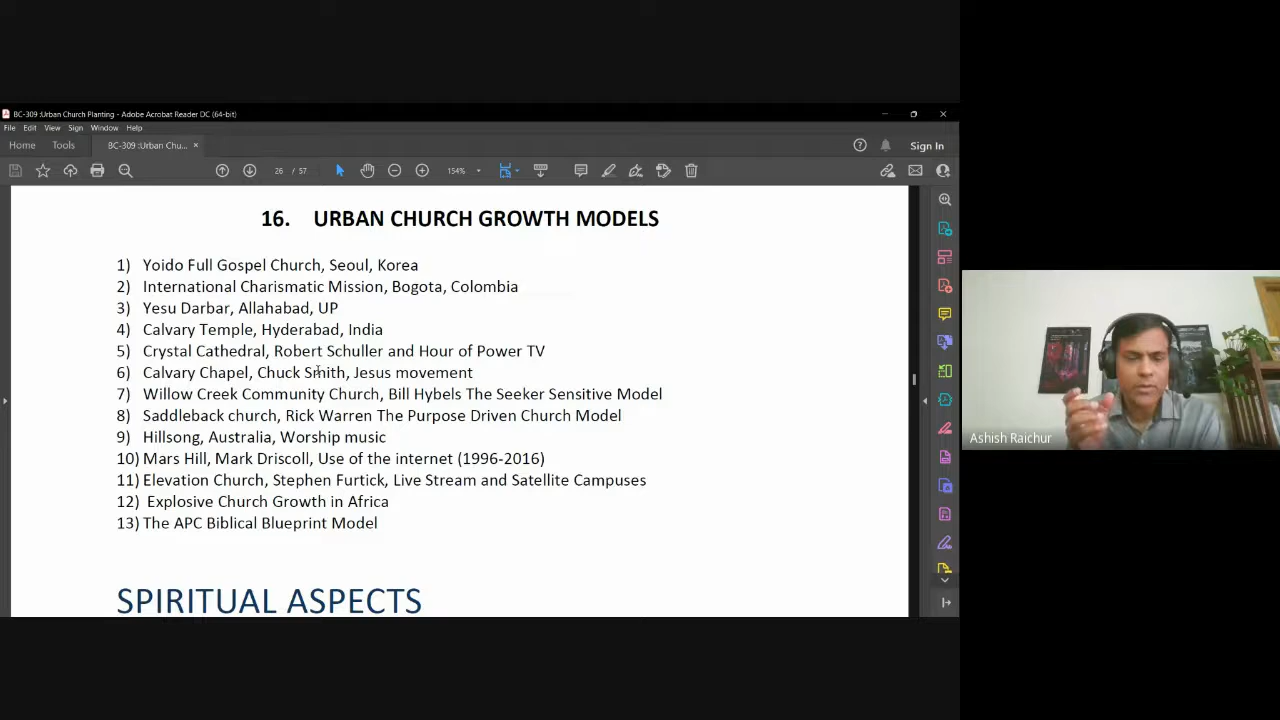 BC-309 :Urban Church Planting - Adobe Acrobat Reader DC (64-bit)
File Edit View Sign Window Help
Home Tools BC-309 :Urban Chu... × Sign In
26 / 57 154%
16. URBAN CHURCH GROWTH MODELS
1) Yoido Full Gospel Church, Seoul, Korea
2) International Charismatic Mission, Bogota, Colombia
3) Yesu Darbar, Allahabad, UP
4) Calvary Temple, Hyderabad, India
5) Crystal Cathedral, Robert Schuller and Hour of Power TV
6) Calvary Chapel, Chuck Smith, Jesus movement
7) Willow Creek Community Church, Bill Hybels The Seeker Sensitive Model
8) Saddleback church, Rick Warren The Purpose Driven Church Model
9) Hillsong, Australia, Worship music
10) Mars Hill, Mark Driscoll, Use of the internet (1996-2016)
11) Elevation Church, Stephen Furtick, Live Stream and Satellite Campuses
12) Explosive Church Growth in Africa
13) The APC Biblical Blueprint Model
SPIRITUAL ASPECTS
Ashish Raichur